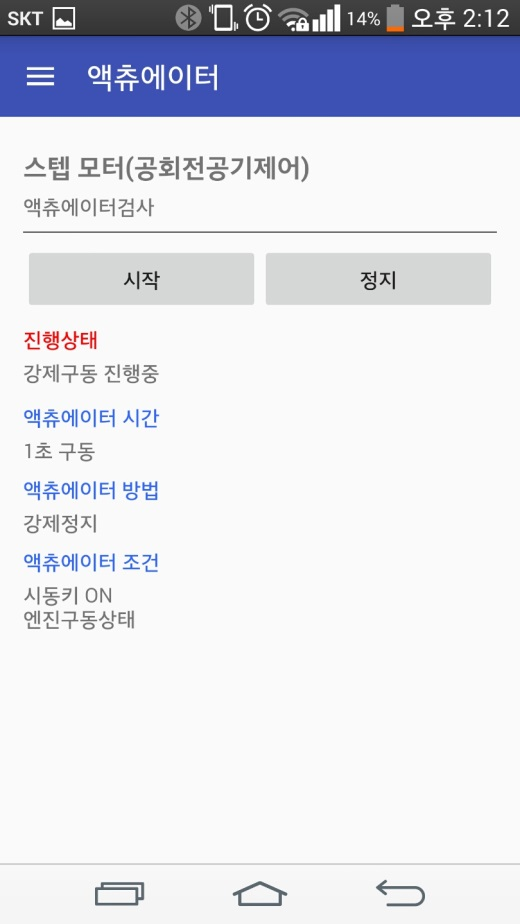 SKT 14% 오후 2:12
액츄에이터
스텝 모터(공회전공기제어)
액츄에이터검사
시작 정지
진행상태
강제구동 진행중
액츄에이터 시간
1초 구동
액츄에이터 방법
강제정지
액츄에이터 조건
시동키 ON
엔진구동상태